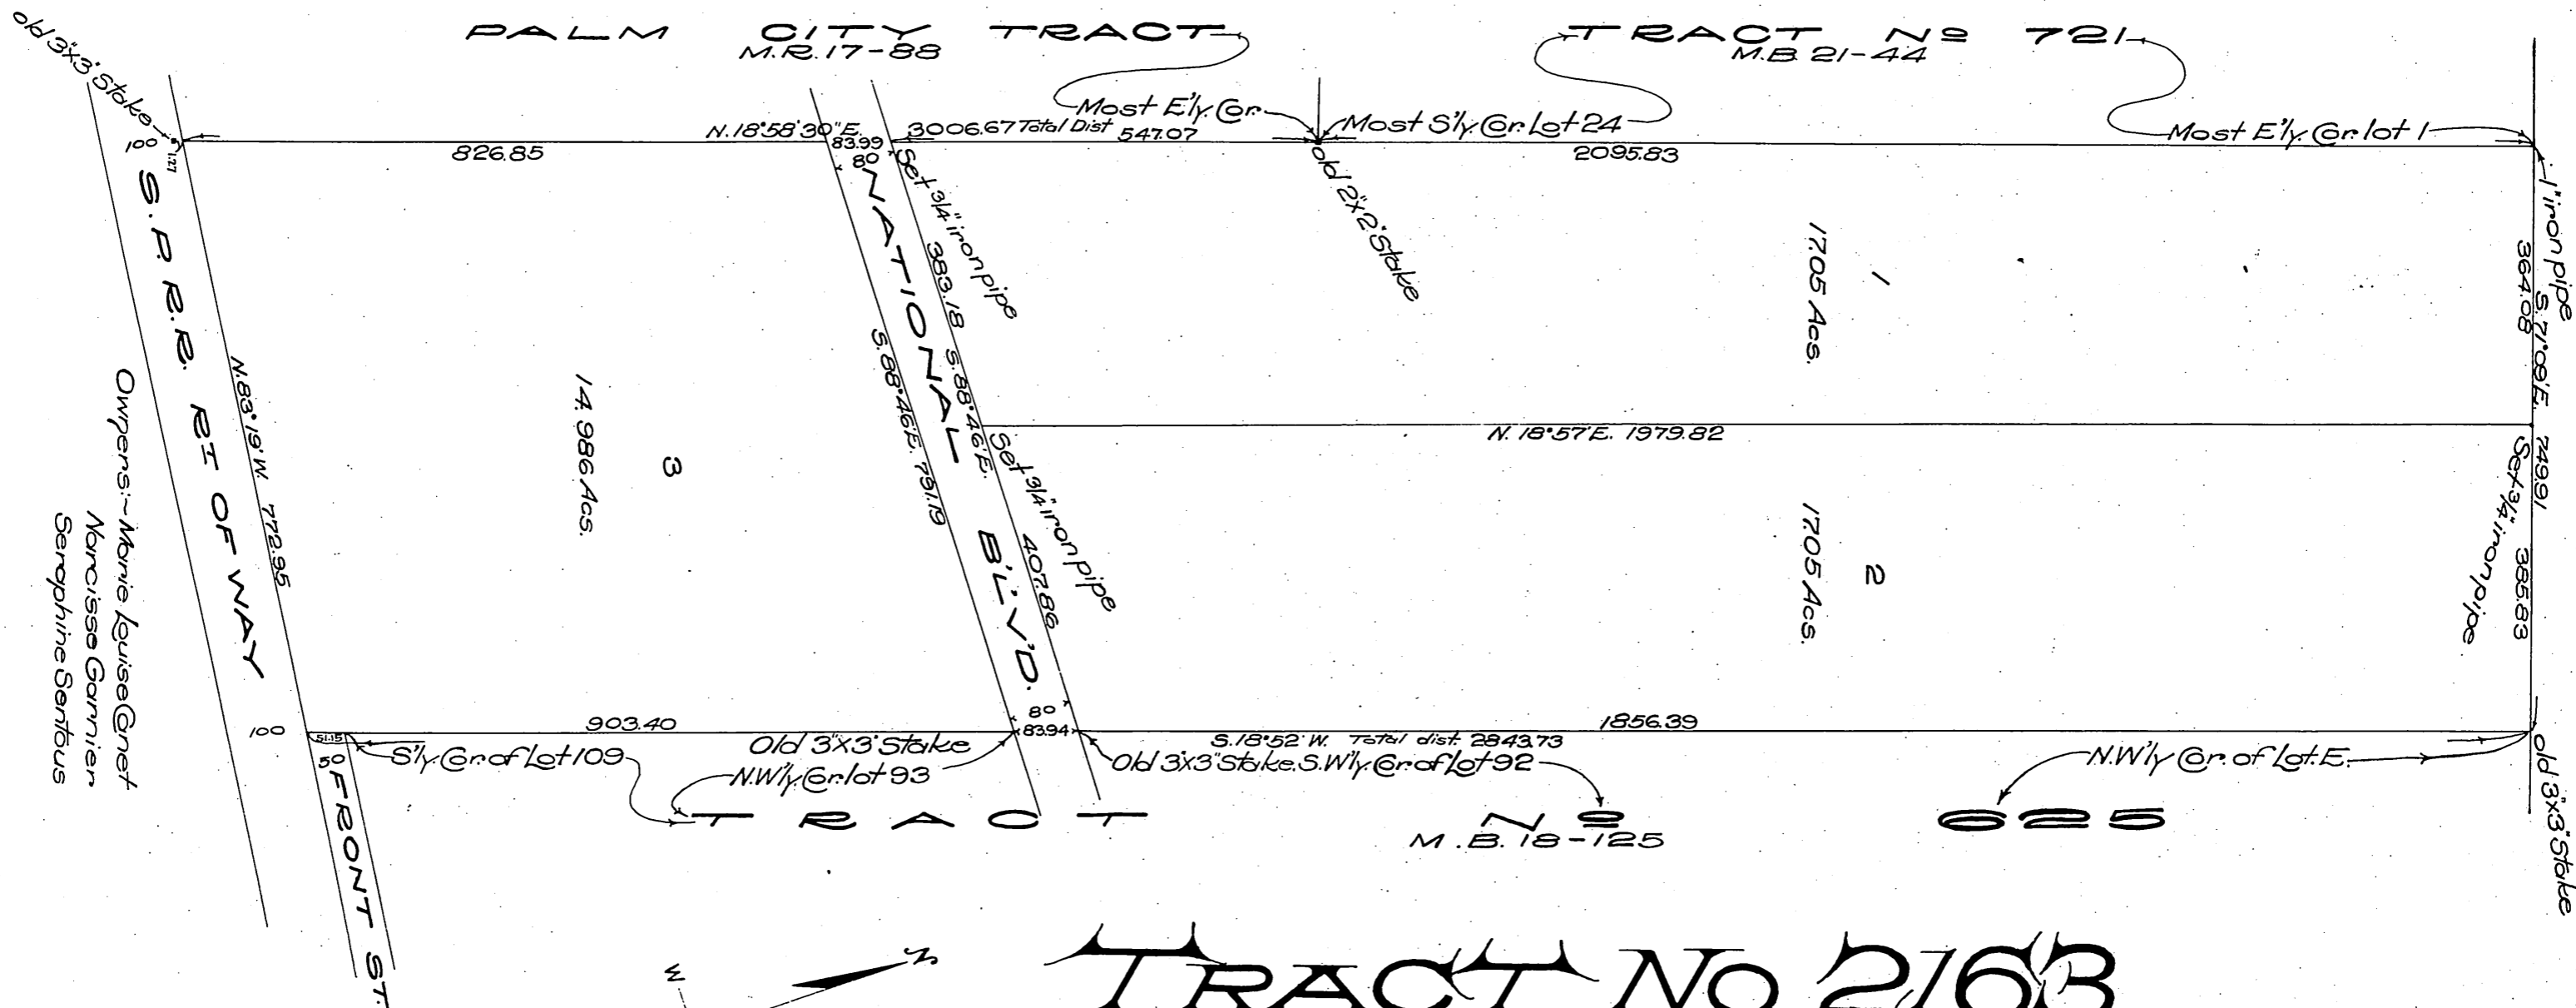 PALM CITY TRACT
M.R. 17-88
TRACT Nº 721
M.B. 21-44
old 3"x3" Stake
100
11.27
Most E'ly. Cor.
Most S'ly. Cor. Lot 24
Most E'ly. Cor. lot 1
N. 18°58'30" E.
3006.67 Total Dist
826.85
83.99
80
547.07
2095.83
Set 3/4" iron pipe
old 2"x2" Stake
1" iron pipe
S. 71°08' E.
364.08
749.91
385.83
Set 3/4" iron pipe
old 3"x3" Stake
S. P. R. R. RT OF WAY
N. 83°19' W. 772.95
NATIONAL BL'V'D.
383.18
S. 88°46' E.
407.86
S. 88°46' E. 791.19
Set 3/4" iron pipe
1
17.05 Acs.
N. 18°57' E. 1979.82
2
17.05 Acs.
3
14.986 Acs.
Owners:~ Marie Louise Canet
Narcisse Garnier
Seraphine Sentous
100
51.15
903.40
80
83.94
1856.39
S. 18°52' W. Total dist. 2843.73
50
S'ly. Cor. of Lot 109
Old 3"x3" Stake
N.W'ly Cor. lot 93
Old 3"x3" Stake. S.W'ly. Cor. of Lot 92
N.W'ly Cor. of Lot. E.
FRONT ST.
TRACT Nº 625
M.B. 18-125
W
N
TRACT No 2163